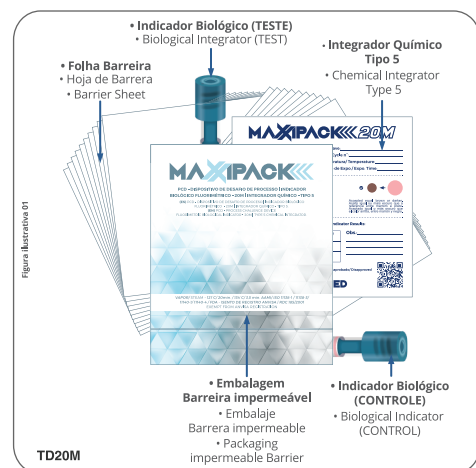 • Indicador Biológico (TESTE)
• Biological Integrator (TEST)
• Folha Barreira
• Hoja de Barrera
• Barrier Sheet
• Integrador Químico
Tipo 5
• Chemical Integrator
Type 5
Figura ilustrativa 01
MAXXIPACK 20M
MAXXIPACK
PCD • DISPOSITIVO DE DESAFIO DE PROCESSO | INDICADOR
BIOLÓGICO FLUORIMÉTRICO • 20M | INTEGRADOR QUÍMICO • TIPO 5
• Embalagem
Barreira impermeável
• Embalaje
Barrera impermeable
• Packaging
impermeable Barrier
• Indicador Biológico
(CONTROLE)
• Biological Indicator
(CONTROL)
TD20M